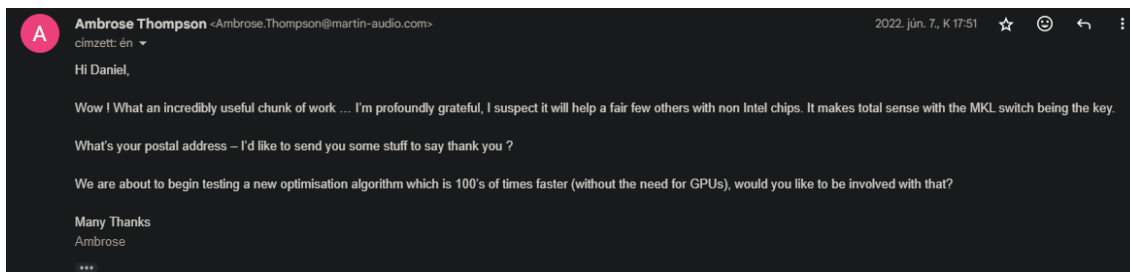 A
Ambrose Thompson <Ambrose.Thompson@martin-audio.com>
2022. jún. 7., K 17:51
címzett: én
Hi Daniel,
Wow ! What an incredibly useful chunk of work … I'm profoundly grateful, I suspect it will help a fair few others with non Intel chips. It makes total sense with the MKL switch being the key.
What's your postal address – I'd like to send you some stuff to say thank you ?
We are about to begin testing a new optimisation algorithm which is 100's of times faster (without the need for GPUs), would you like to be involved with that?
Many Thanks
Ambrose